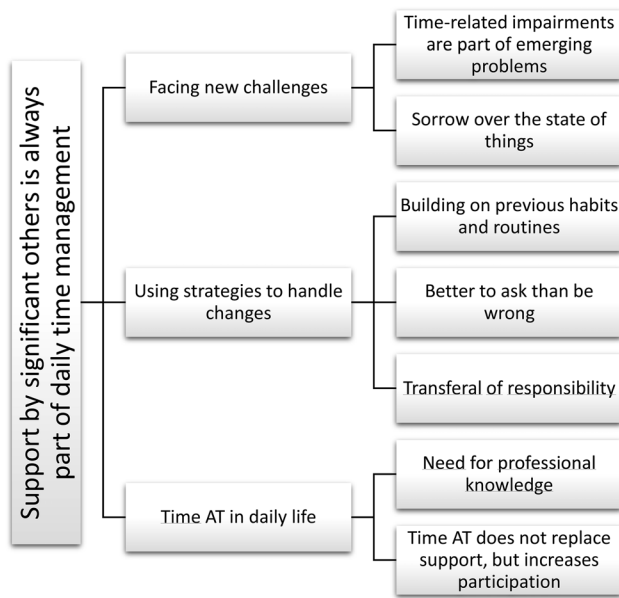 Support by significant others is always
part of daily time management
Facing new challenges
Time-related impairments
are part of emerging
problems
Sorrow over the state of
things
Using strategies to handle
changes
Building on previous habits
and routines
Better to ask than be
wrong
Transferal of responsibility
Time AT in daily life
Need for professional
knowledge
Time AT does not replace
support, but increases
participation